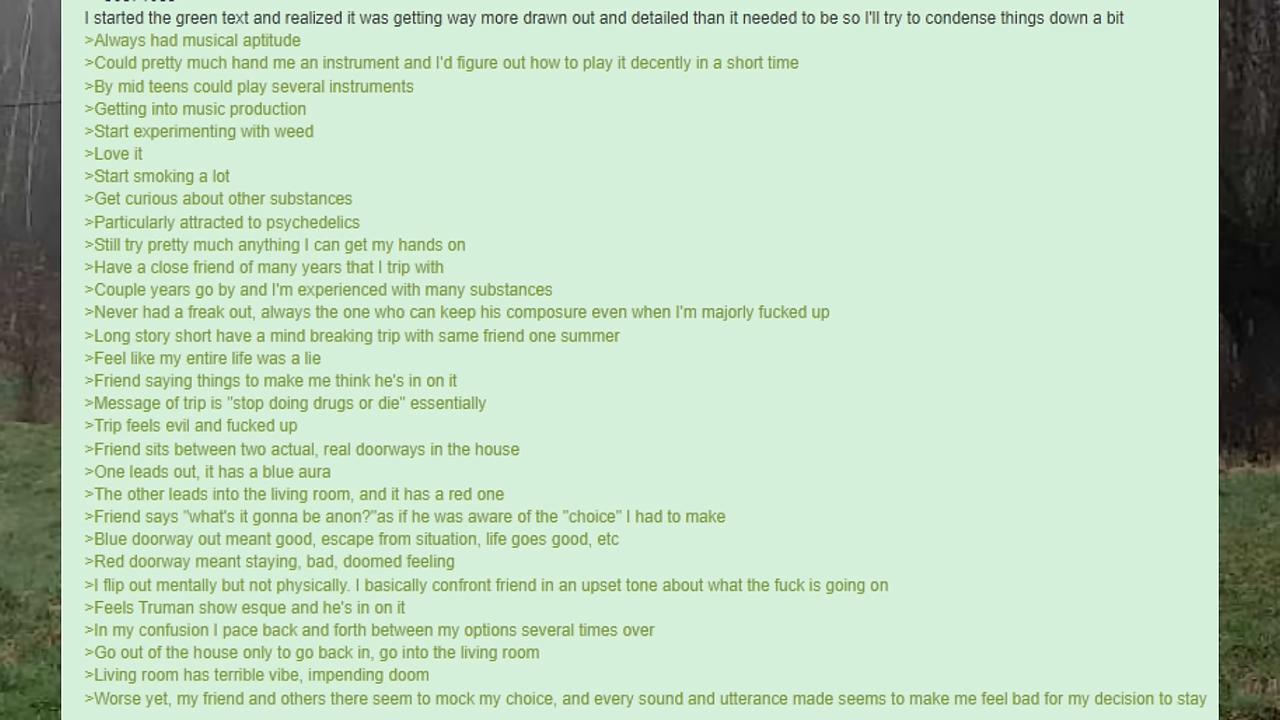 I started the green text and realized it was getting way more drawn out and detailed than it needed to be so I'll try to condense things down a bit
>Always had musical aptitude
>Could pretty much hand me an instrument and I'd figure out how to play it decently in a short time
>By mid teens could play several instruments
>Getting into music production
>Start experimenting with weed
>Love it
>Start smoking a lot
>Get curious about other substances
>Particularly attracted to psychedelics
>Still try pretty much anything I can get my hands on
>Have a close friend of many years that I trip with
>Couple years go by and I'm experienced with many substances
>Never had a freak out, always the one who can keep his composure even when I'm majorly fucked up
>Long story short have a mind breaking trip with same friend one summer
>Feel like my entire life was a lie
>Friend saying things to make me think he's in on it
>Message of trip is "stop doing drugs or die" essentially
>Trip feels evil and fucked up
>Friend sits between two actual, real doorways in the house
>One leads out, it has a blue aura
>The other leads into the living room, and it has a red one
>Friend says "what's it gonna be anon?"as if he was aware of the "choice" I had to make
>Blue doorway out meant good, escape from situation, life goes good, etc
>Red doorway meant staying, bad, doomed feeling
>I flip out mentally but not physically. I basically confront friend in an upset tone about what the fuck is going on
>Feels Truman show esque and he's in on it
>In my confusion I pace back and forth between my options several times over
>Go out of the house only to go back in, go into the living room
>Living room has terrible vibe, impending doom
>Worse yet, my friend and others there seem to mock my choice, and every sound and utterance made seems to make me feel bad for my decision to stay